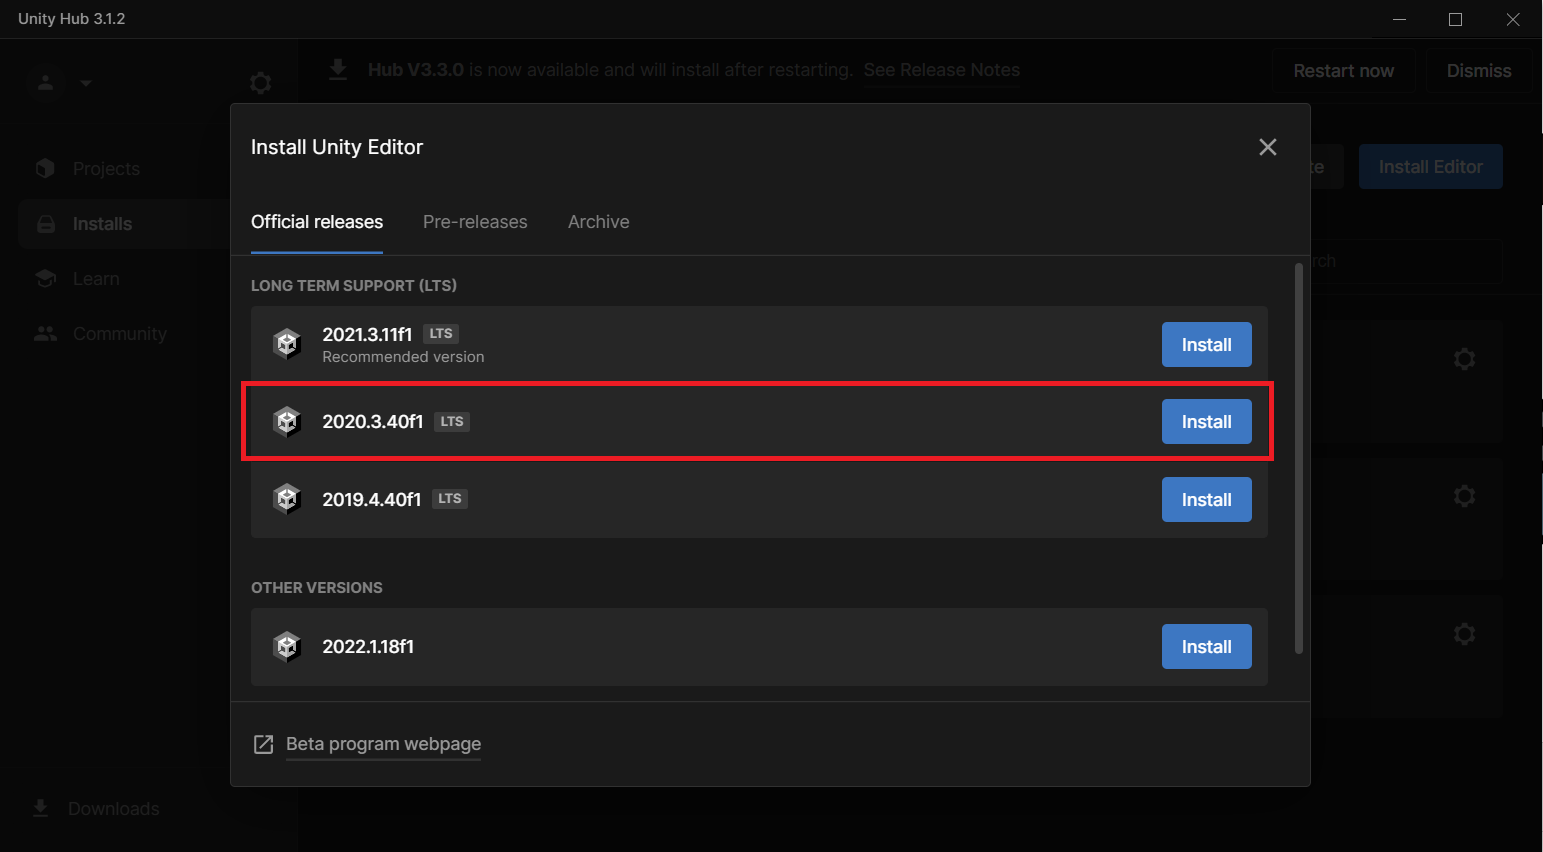 Unity Hub 3.1.2
Hub V3.3.0 is now available and will install after restarting. See Release Notes
Restart now
Dismiss
Install Unity Editor
Install Editor
Projects
Installs
Learn
Community
Official releases
Pre-releases
Archive
LONG TERM SUPPORT (LTS)
2021.3.11f1 LTS
Recommended version
Install
2020.3.40f1 LTS
Install
2019.4.40f1 LTS
Install
OTHER VERSIONS
2022.1.18f1
Install
Beta program webpage
Downloads